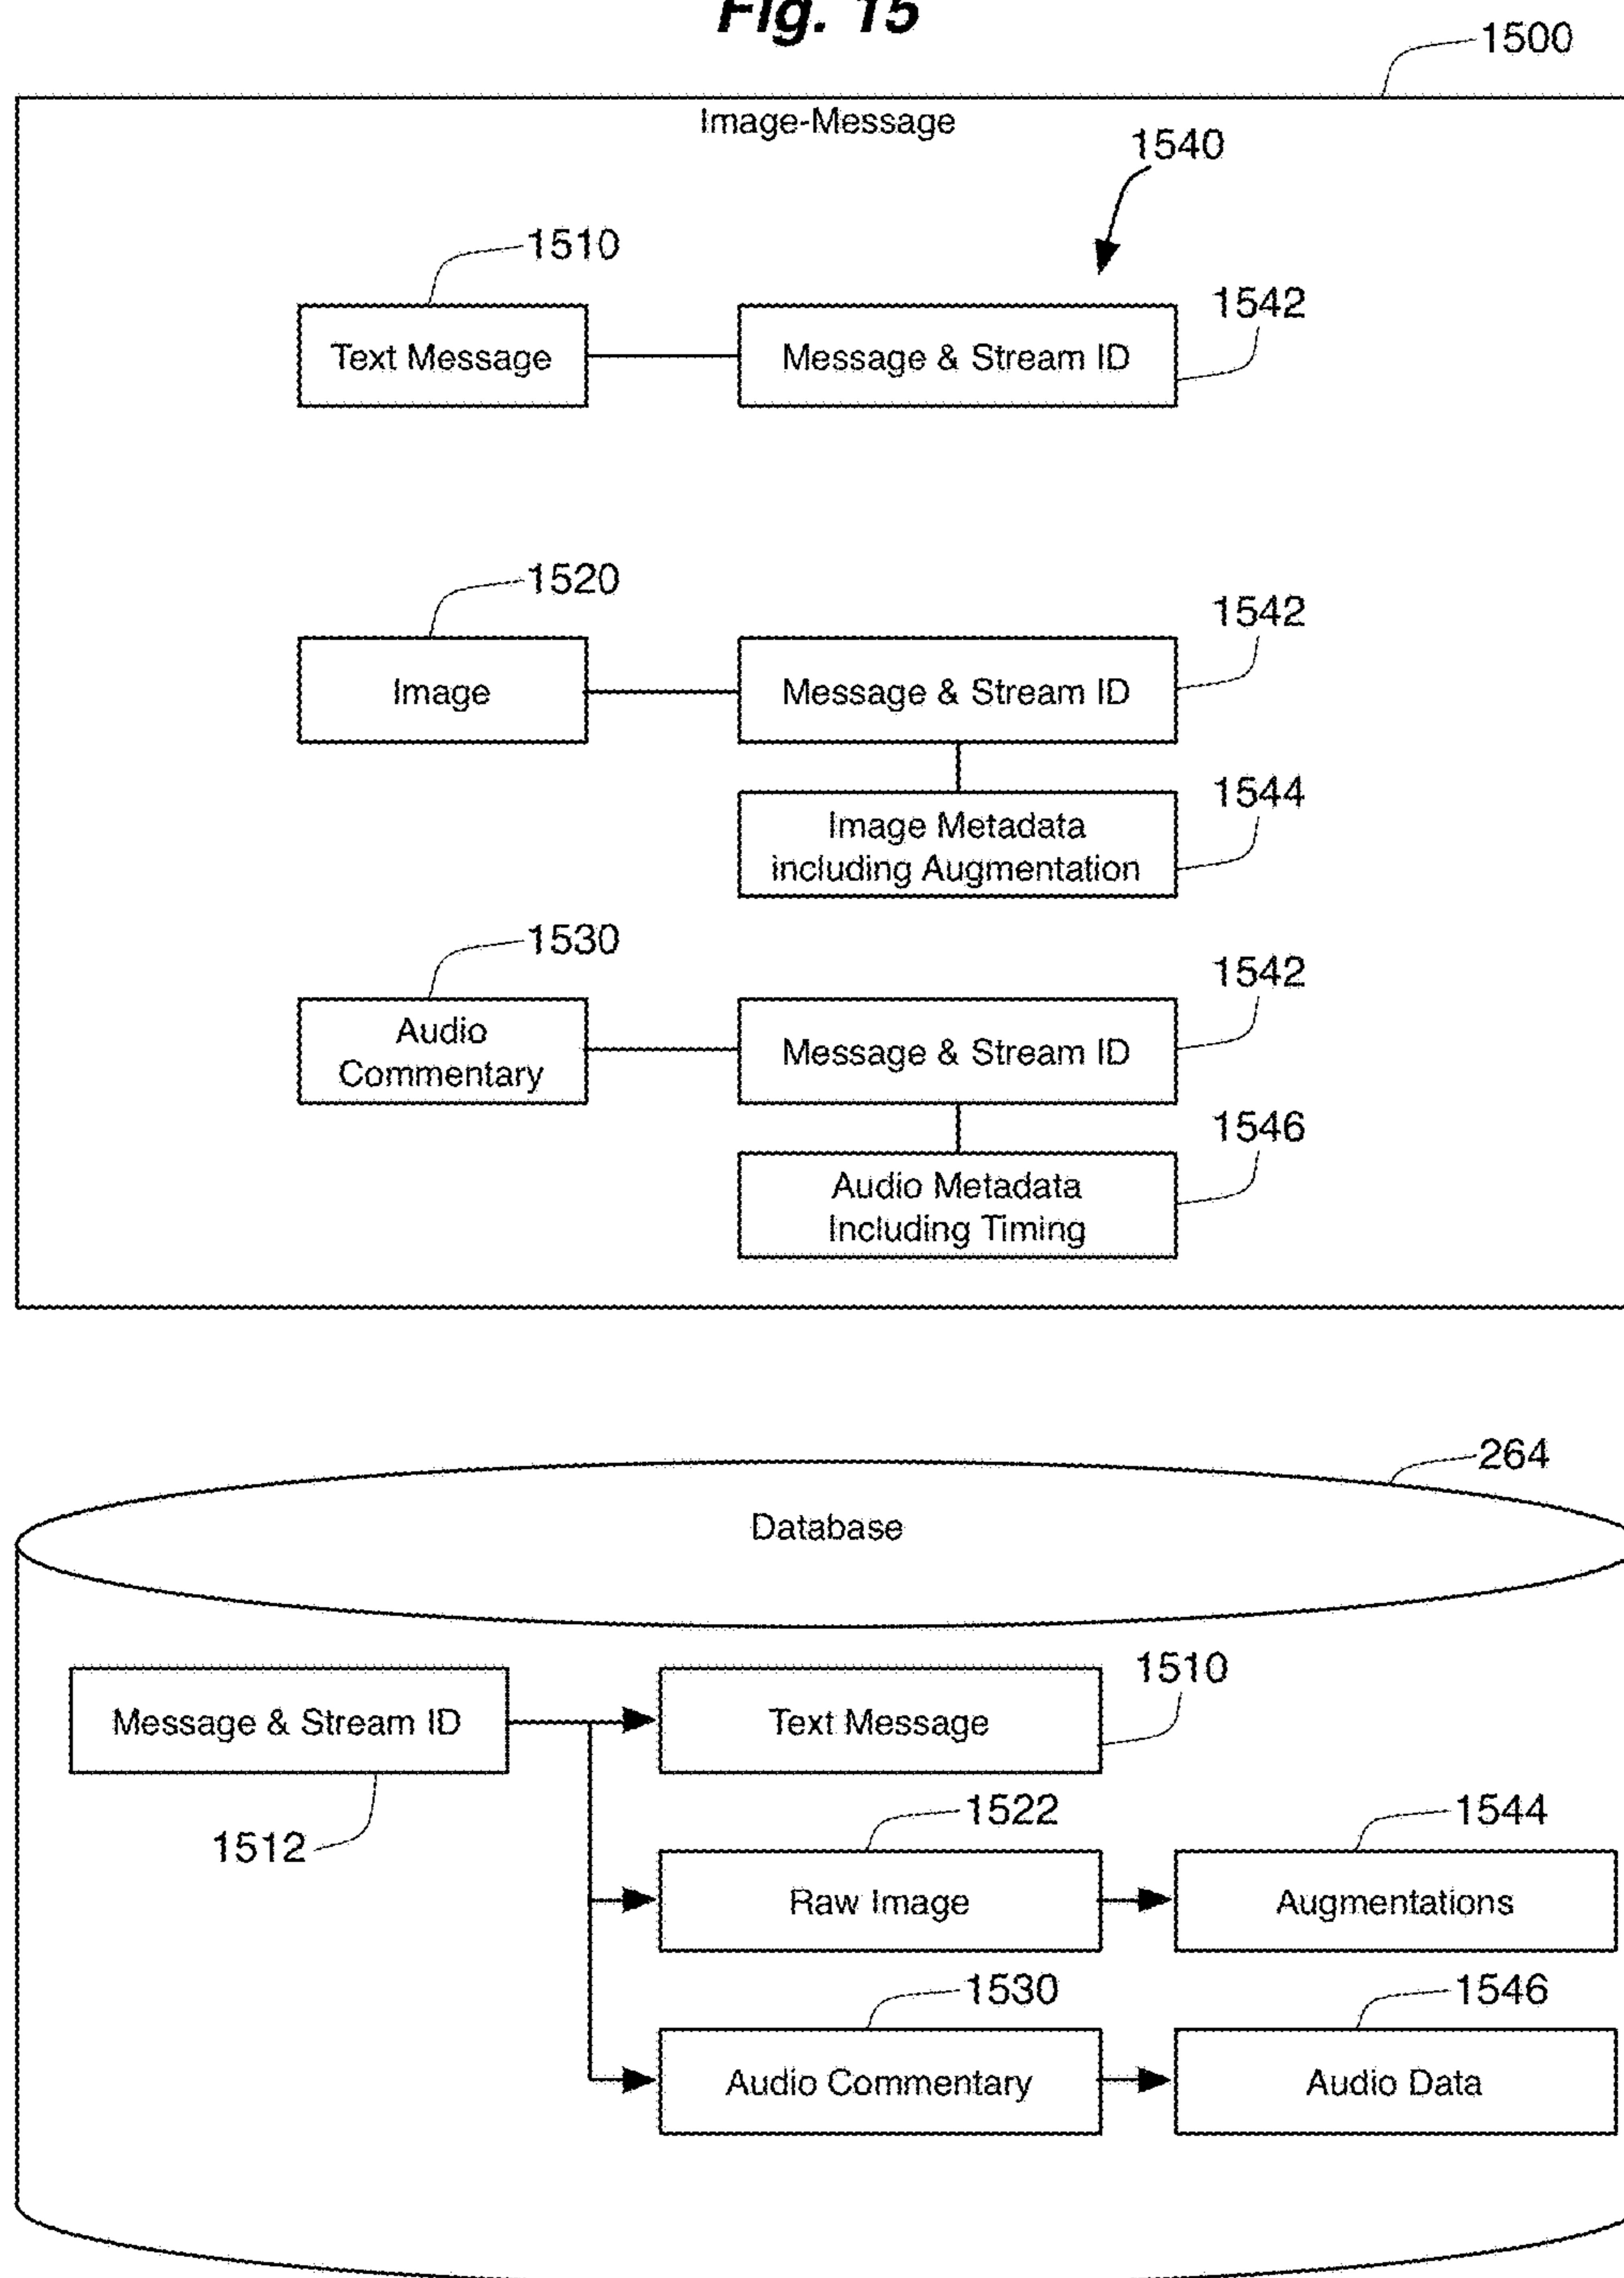 Fig. 15
1500
Image-Message
1540
1510
1542
Text Message
Message & Stream ID
1520
1542
Image
Message & Stream ID
1544
Image Metadata
including Augmentation
1530
1542
Audio
Commentary
Message & Stream ID
1546
Audio Metadata
Including Timing
264
Database
1510
Message & Stream ID
Text Message
1512
1522
1544
Raw Image
Augmentations
1530
1546
Audio Commentary
Audio Data